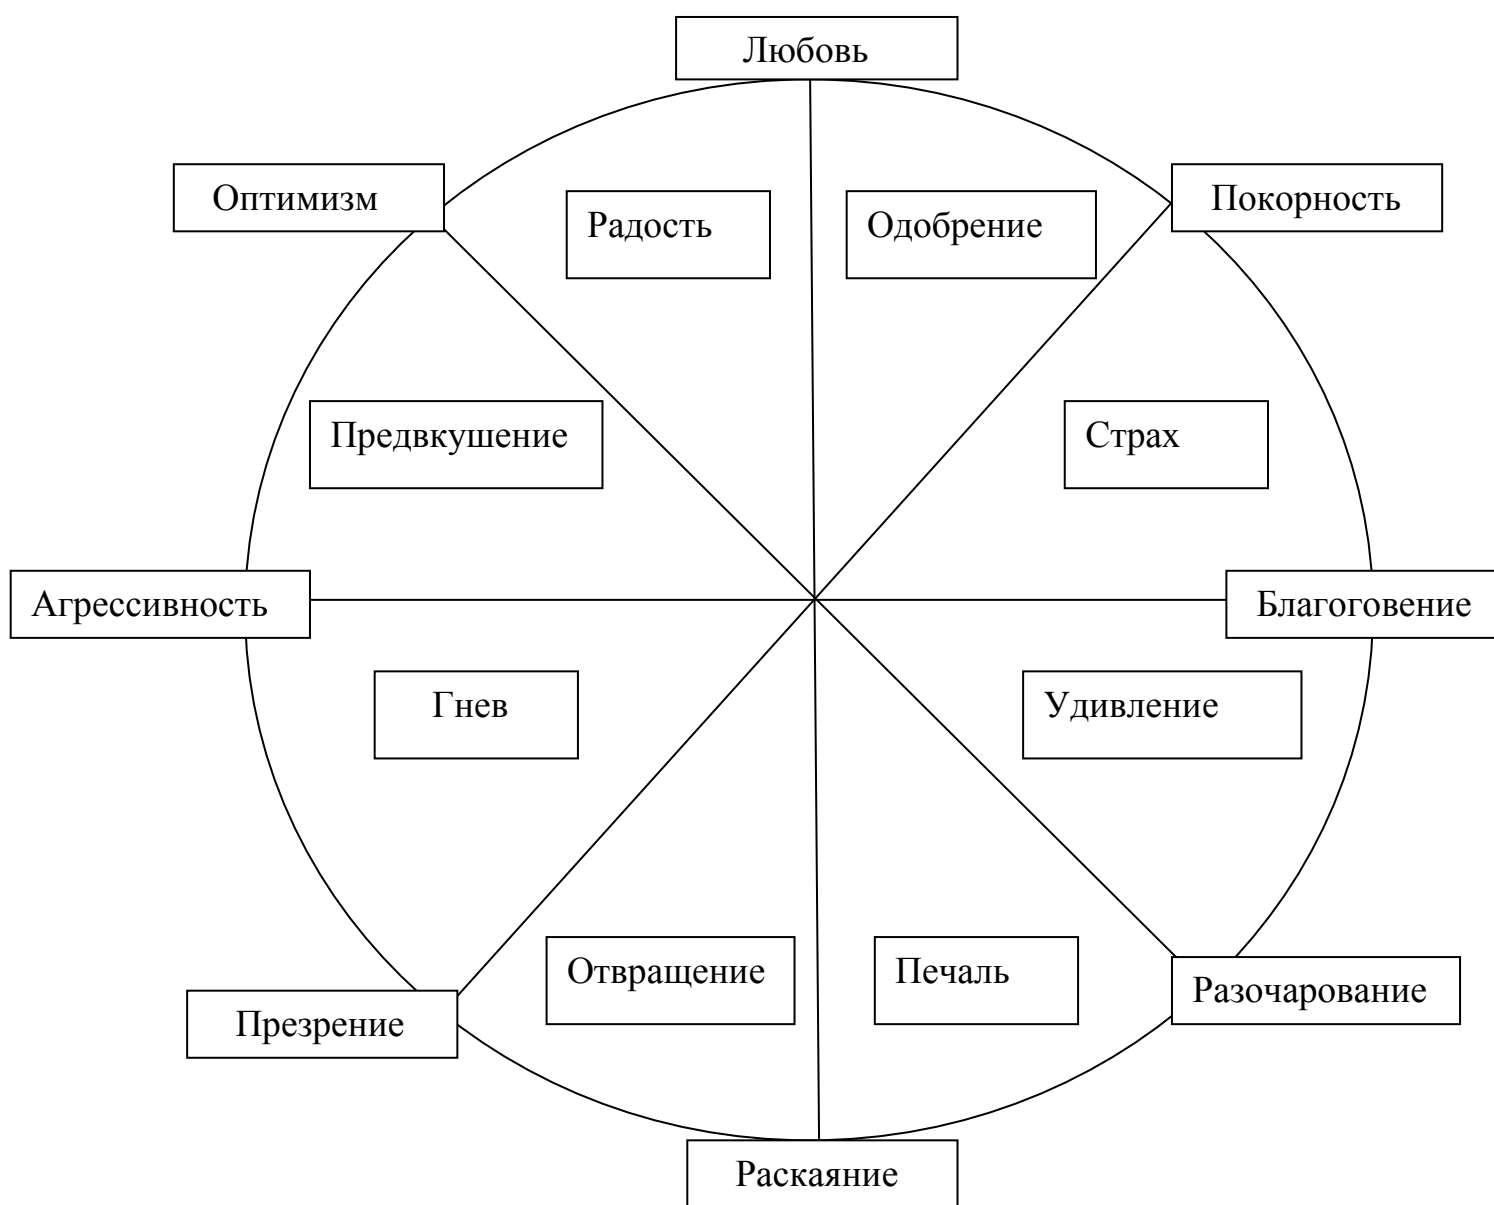 Любовь
Оптимизм
Покорность
Радость
Одобрение
Предвкушение
Страх
Агрессивность
Благоговение
Гнев
Удивление
Отвращение
Печаль
Разочарование
Презрение
Раскаяние